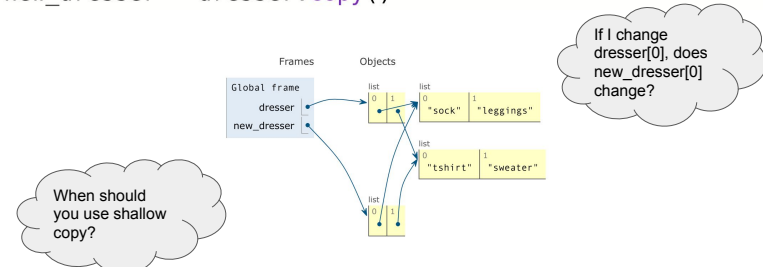 If I change
dresser[0], does
new_dresser[0]
change?
Frames Objects
Global frame
dresser
new_dresser
list
0 1
list
0 1
"sock" "leggings"
list
0 1
"tshirt" "sweater"
list
0 1
When should
you use shallow
copy?